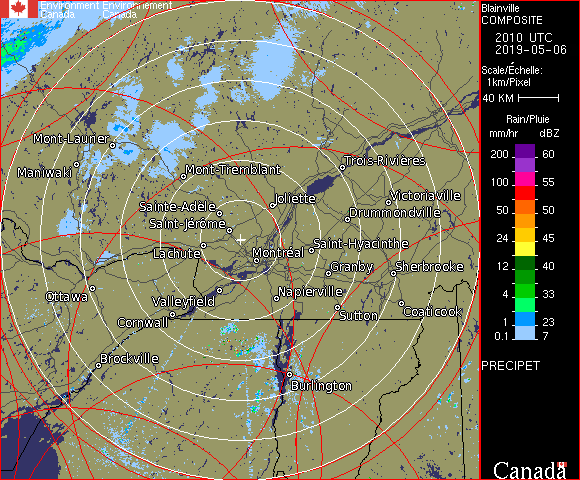 Environment Environnement
Canada Canada
Blainville
COMPOSITE
2010 UTC
2019-05-06
Scale/Échelle:
1km/Pixel
40 KM
Rain/Pluie
mm/hr dBZ
200 60
100 55
50 50
24 45
12 40
4 33
1 23
0.1 7
PRECIPET
Canada
Mont-Laurier
Maniwaki
Mont-Tremblant
Trois-Rivières
Sainte-Adèle
Joliette
Victoriaville
Drummondville
Saint-Jérôme
Lachute
Montréal
Saint-Hyacinthe
Granby
Sherbrooke
Ottawa
Valleyfield
Napierville
Cornwall
Sutton
Coaticook
Brockville
Burlington